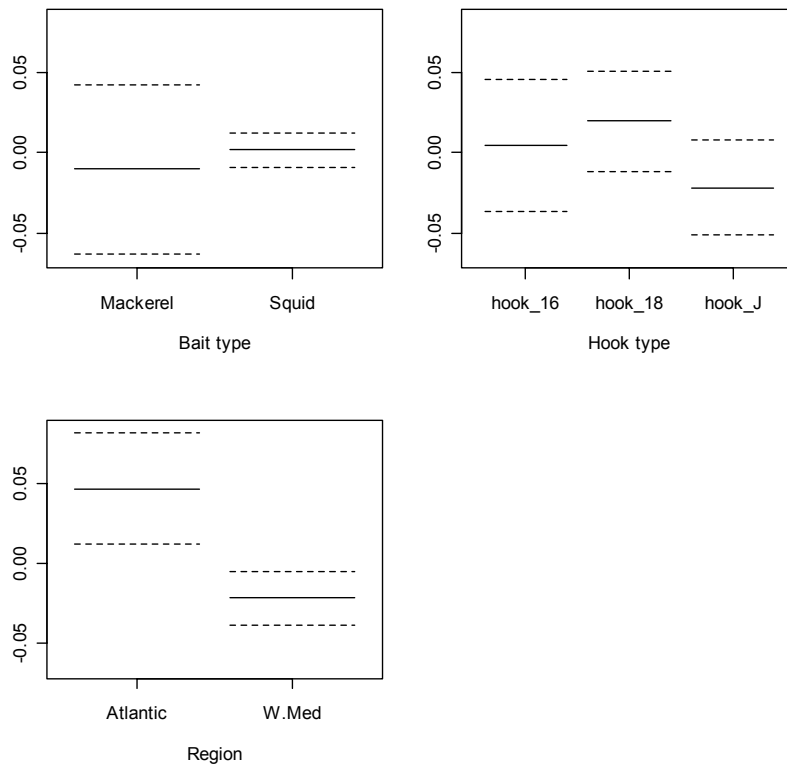 0.05
0.00
-0.05
Mackerel Squid
Bait type
0.05
0.00
-0.05
hook_16 hook_18 hook_J
Hook type
0.05
0.00
-0.05
Atlantic W.Med
Region